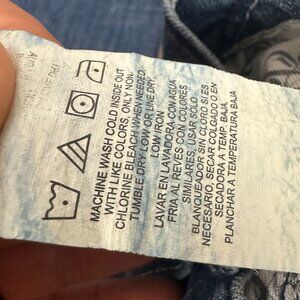 MACHINE WASH COLD INSIDE OUT
WITH LIKE COLORS, ONLY NON-
CHLORINE BLEACH WHEN NEEDED
TUMBLE DRY LOW OR LINE DRY.
LOW IRON
LAVAR EN LAVADORA CON AGUA
FRIA AL REVES CON COLORES
SIMILARES, USAR SOLO
BLANQUEADOR SIN CLORO SI ES
NECESARIO, SECAR COLGADO O EN
SECADORA A TEMP. BAJA,
PLANCHAR A TEMPERATURA BAJA